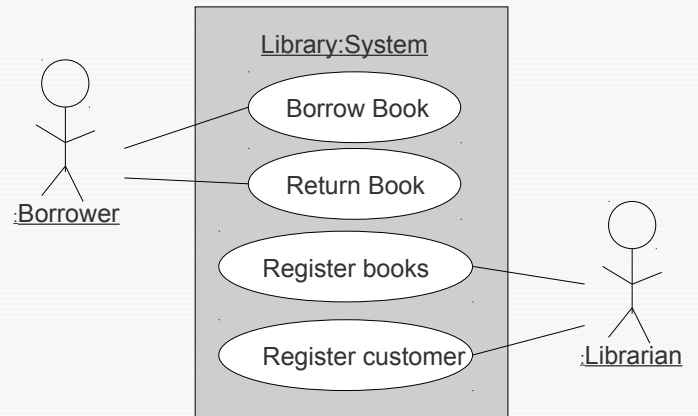 Library:System
Borrow Book
Return Book
:Borrower
Register books
Register customer
:Librarian